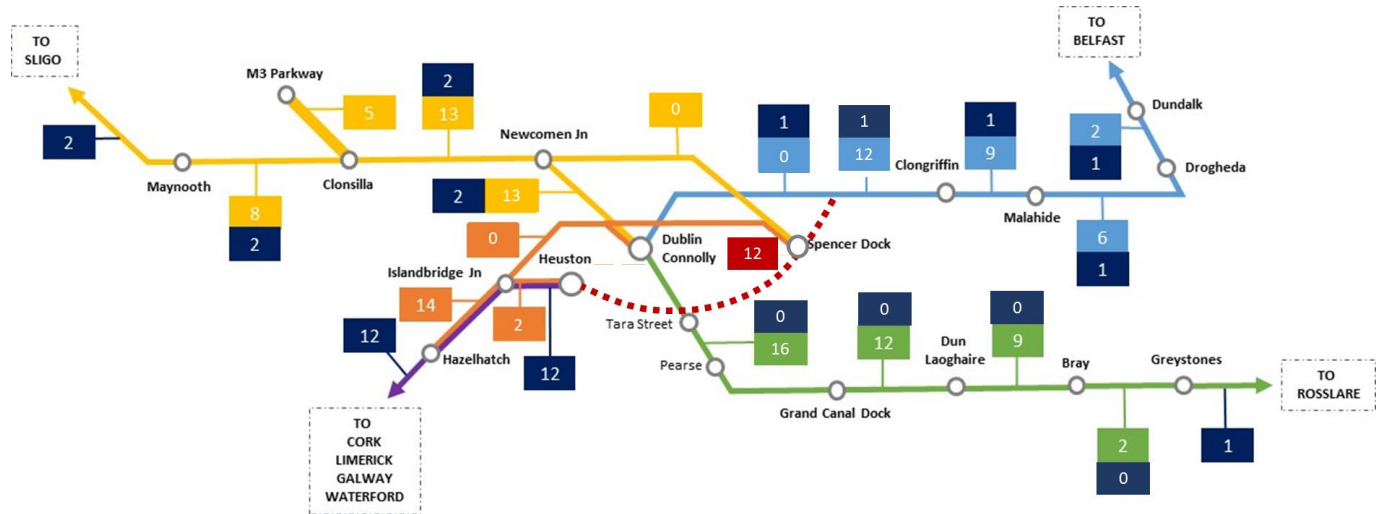 TO
SLIGO
TO
BELFAST
M3 Parkway
2
5
13
0
1
0
1
12
1
9
2
1
Dundalk
Newcomen Jn
Clongriffin
Drogheda
2
Maynooth
Clonsilla
Malahide
2
13
8
2
0
Dublin
Connolly
12
Spencer Dock
6
1
Heuston
Islandbridge Jn
14
2
12
12
Hazelhatch
Tara Street
Pearse
0
16
0
12
0
9
Dun
Laoghaire
Bray
Greystones
Grand Canal Dock
TO
ROSSLARE
2
0
1
TO
CORK
LIMERICK
GALWAY
WATERFORD